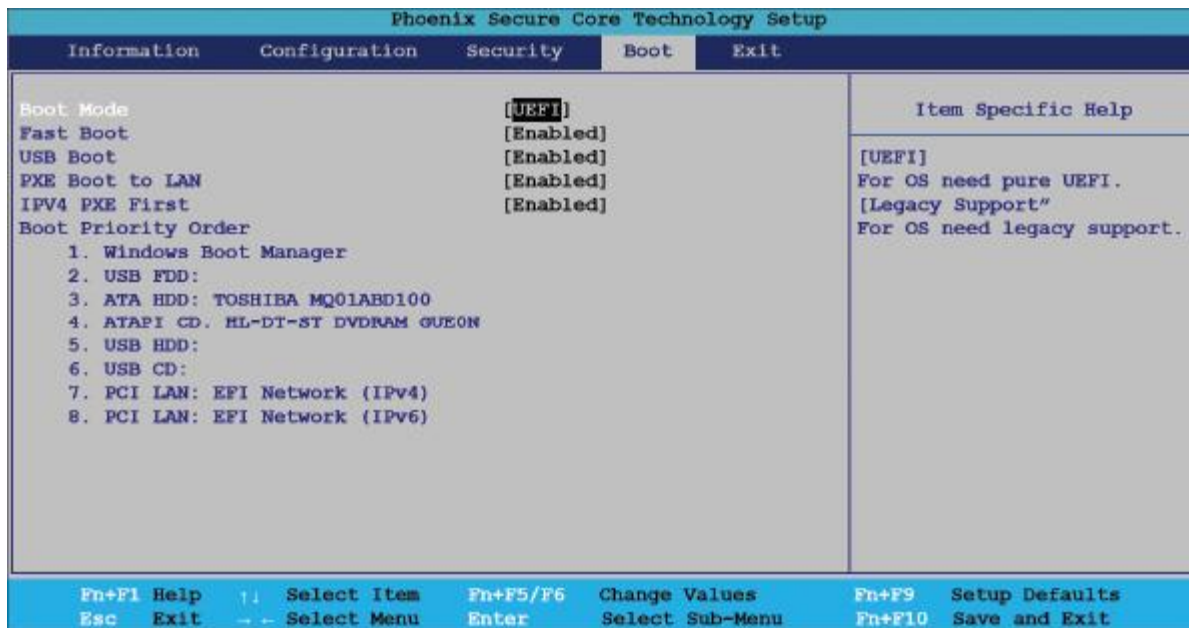 Phoenix Secure Core Technology Setup
Information Configuration Security Boot Exit
Boot Mode [UEFI]
Fast Boot [Enabled]
USB Boot [Enabled]
PXE Boot to LAN [Enabled]
IPV4 PXE First [Enabled]
Boot Priority Order
1. Windows Boot Manager
2. USB FDD:
3. ATA HDD: TOSHIBA MQ01ABD100
4. ATAPI CD. HL-DT-ST DVDRAM GUE0N
5. USB HDD:
6. USB CD:
7. PCI LAN: EFI Network (IPv4)
8. PCI LAN: EFI Network (IPv6)
Item Specific Help
[UEFI]
For OS need pure UEFI.
[Legacy Support"
For OS need legacy support.
Fn+F1 Help ↑↓ Select Item Fn+F5/F6 Change Values Fn+F9 Setup Defaults
Esc Exit →← Select Menu Enter Select Sub-Menu Fn+F10 Save and Exit